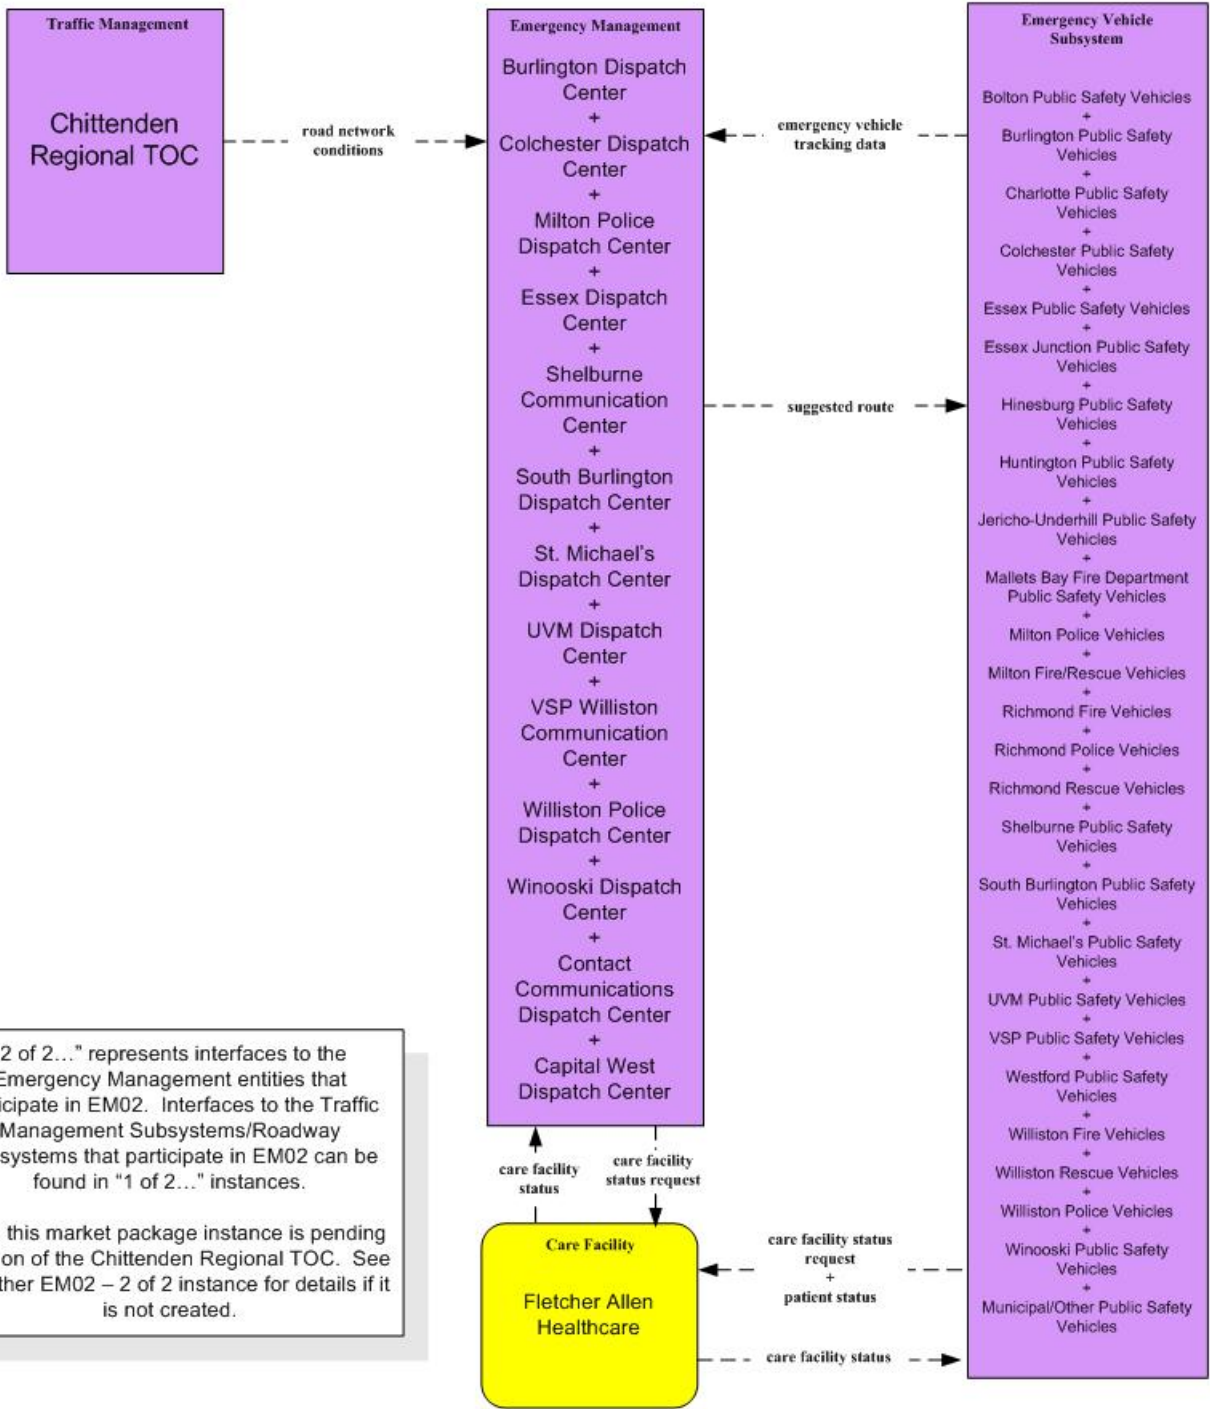 Traffic Management
Chittenden
Regional TOC
road network
conditions
Emergency Management
Burlington Dispatch
Center
+
Colchester Dispatch
Center
+
Milton Police
Dispatch Center
+
Essex Dispatch
Center
+
Shelburne
Communication
Center
+
South Burlington
Dispatch Center
+
St. Michael's
Dispatch Center
+
UVM Dispatch
Center
+
VSP Williston
Communication
Center
+
Williston Police
Dispatch Center
+
Winooski Dispatch
Center
+
Contact
Communications
Dispatch Center
+
Capital West
Dispatch Center
emergency vehicle
tracking data
suggested route
Emergency Vehicle
Subsystem
Bolton Public Safety Vehicles
+
Burlington Public Safety
Vehicles
+
Charlotte Public Safety
Vehicles
+
Colchester Public Safety
Vehicles
+
Essex Public Safety Vehicles
+
Essex Junction Public Safety
Vehicles
+
Hinesburg Public Safety
Vehicles
+
Huntington Public Safety
Vehicles
+
Jericho-Underhill Public Safety
Vehicles
+
Mallets Bay Fire Department
Public Safety Vehicles
+
Milton Police Vehicles
+
Milton Fire/Rescue Vehicles
+
Richmond Fire Vehicles
+
Richmond Police Vehicles
+
Richmond Rescue Vehicles
+
Shelburne Public Safety
Vehicles
+
South Burlington Public Safety
Vehicles
+
St. Michael's Public Safety
Vehicles
+
UVM Public Safety Vehicles
+
VSP Public Safety Vehicles
+
Westford Public Safety
Vehicles
+
Williston Fire Vehicles
+
Williston Rescue Vehicles
+
Williston Police Vehicles
+
Winooski Public Safety
Vehicles
+
Municipal/Other Public Safety
Vehicles
2 of 2…" represents interfaces to the
Emergency Management entities that
icipate in EM02. Interfaces to the Traffic
Management Subsystems/Roadway
systems that participate in EM02 can be
found in "1 of 2…" instances.
this market package instance is pending
on of the Chittenden Regional TOC. See
ther EM02 – 2 of 2 instance for details if it
is not created.
care facility
status
care facility
status request
Care Facility
Fletcher Allen
Healthcare
care facility status
request
+
patient status
care facility status